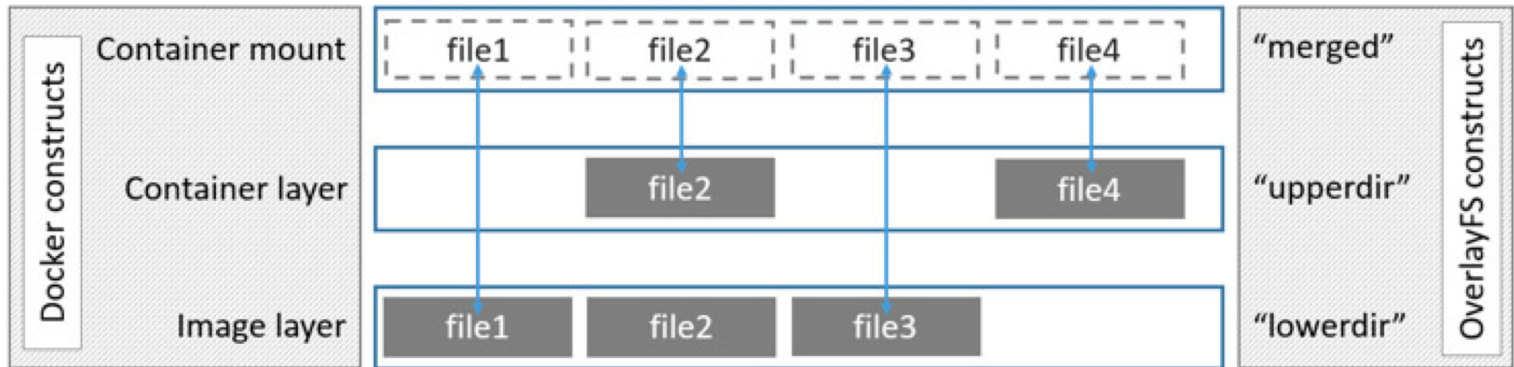 Docker constructs
Container mount
file1
file2
file3
file4
“merged”
OverlayFS constructs
Container layer
file2
file4
“upperdir”
Image layer
file1
file2
file3
“lowerdir”